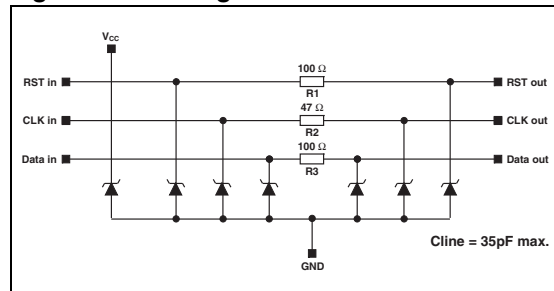 V_CC
100 Ω
RST in
RST out
R1
47 Ω
CLK in
CLK out
R2
100 Ω
Data in
Data out
R3
Cline = 35pF max.
GND